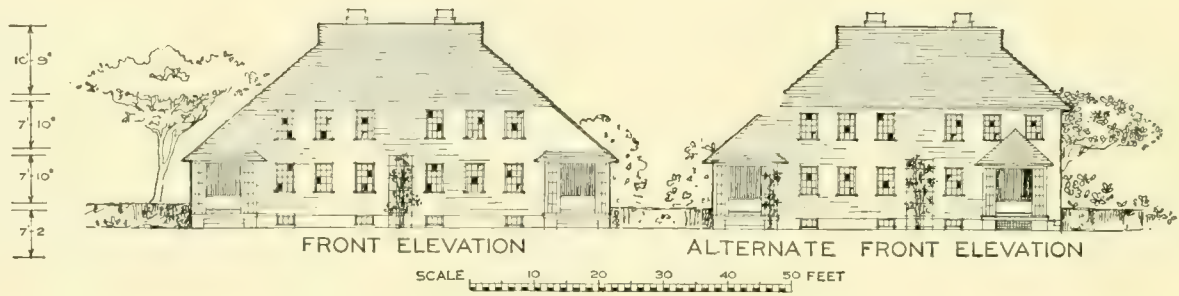 10'-9"
7'-10"
7'-10"
7'-2
FRONT ELEVATION
ALTERNATE FRONT ELEVATION
SCALE 10 20 30 40 50 FEET